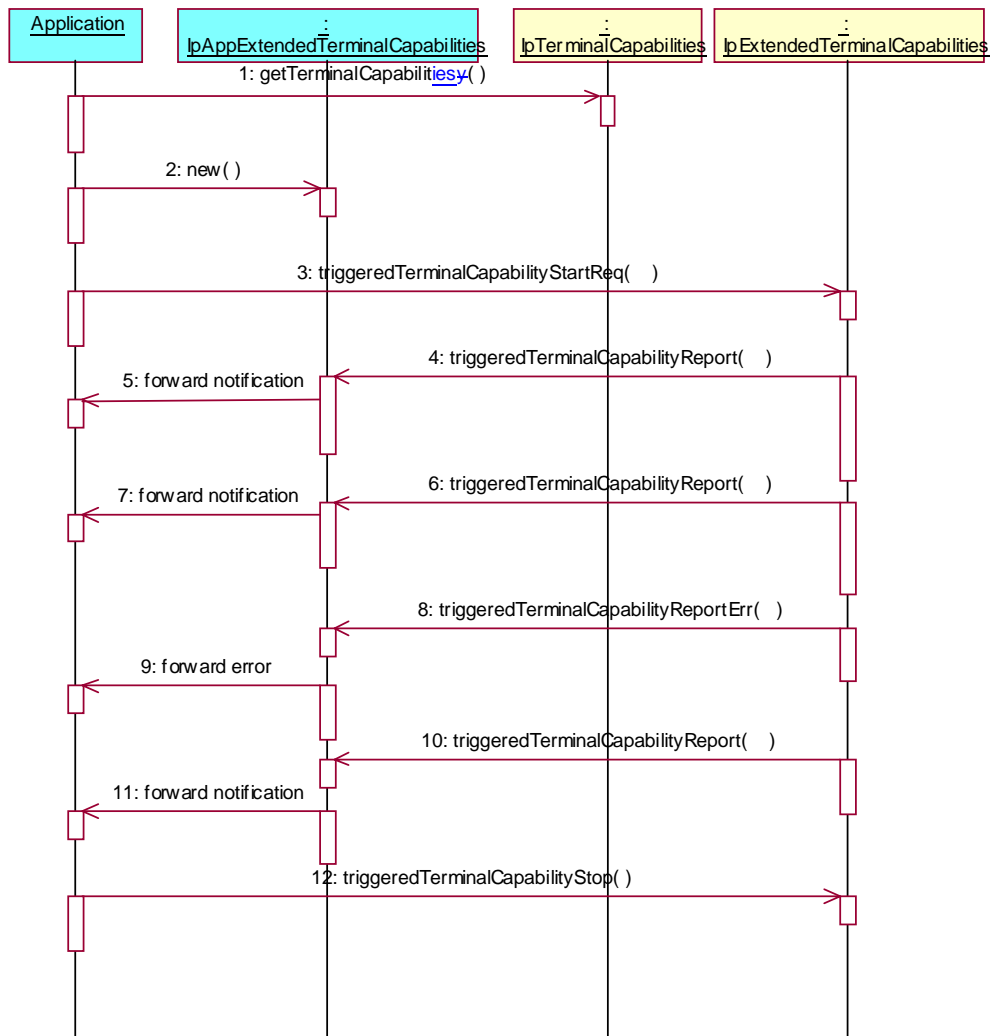 Application
:
IpAppExtendedTerminalCapabilities
:
IpTerminalCapabilities
:
IpExtendedTerminalCapabilities
1: getTerminalCapabilitiesy( )
2: new( )
3: triggeredTerminalCapabilityStartReq( )
4: triggeredTerminalCapabilityReport( )
5: forward notification
6: triggeredTerminalCapabilityReport( )
7: forward notification
8: triggeredTerminalCapabilityReportErr( )
9: forward error
10: triggeredTerminalCapabilityReport( )
11: forward notification
12: triggeredTerminalCapabilityStop( )